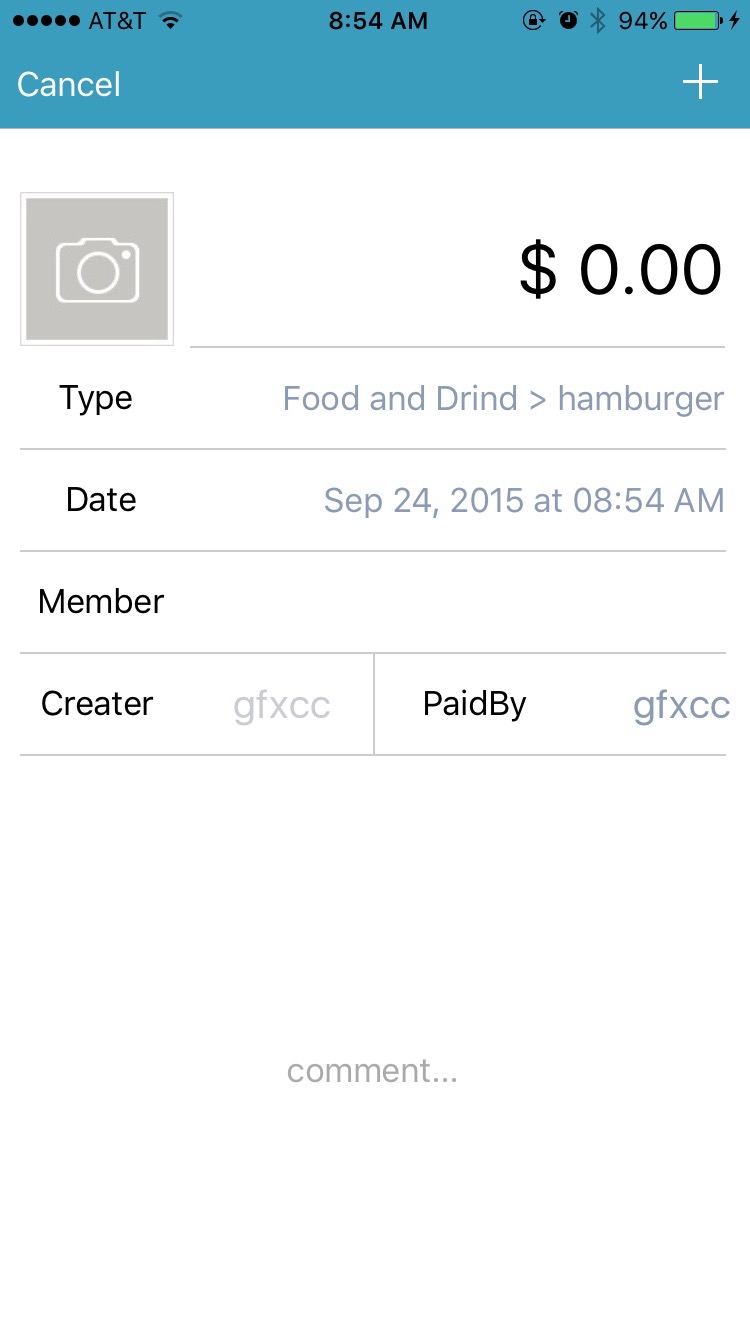 AT&T 8:54 AM 94%
Cancel +
$ 0.00
Type Food and Drind > hamburger
Date Sep 24, 2015 at 08:54 AM
Member
Creater gfxcc PaidBy gfxcc
comment...